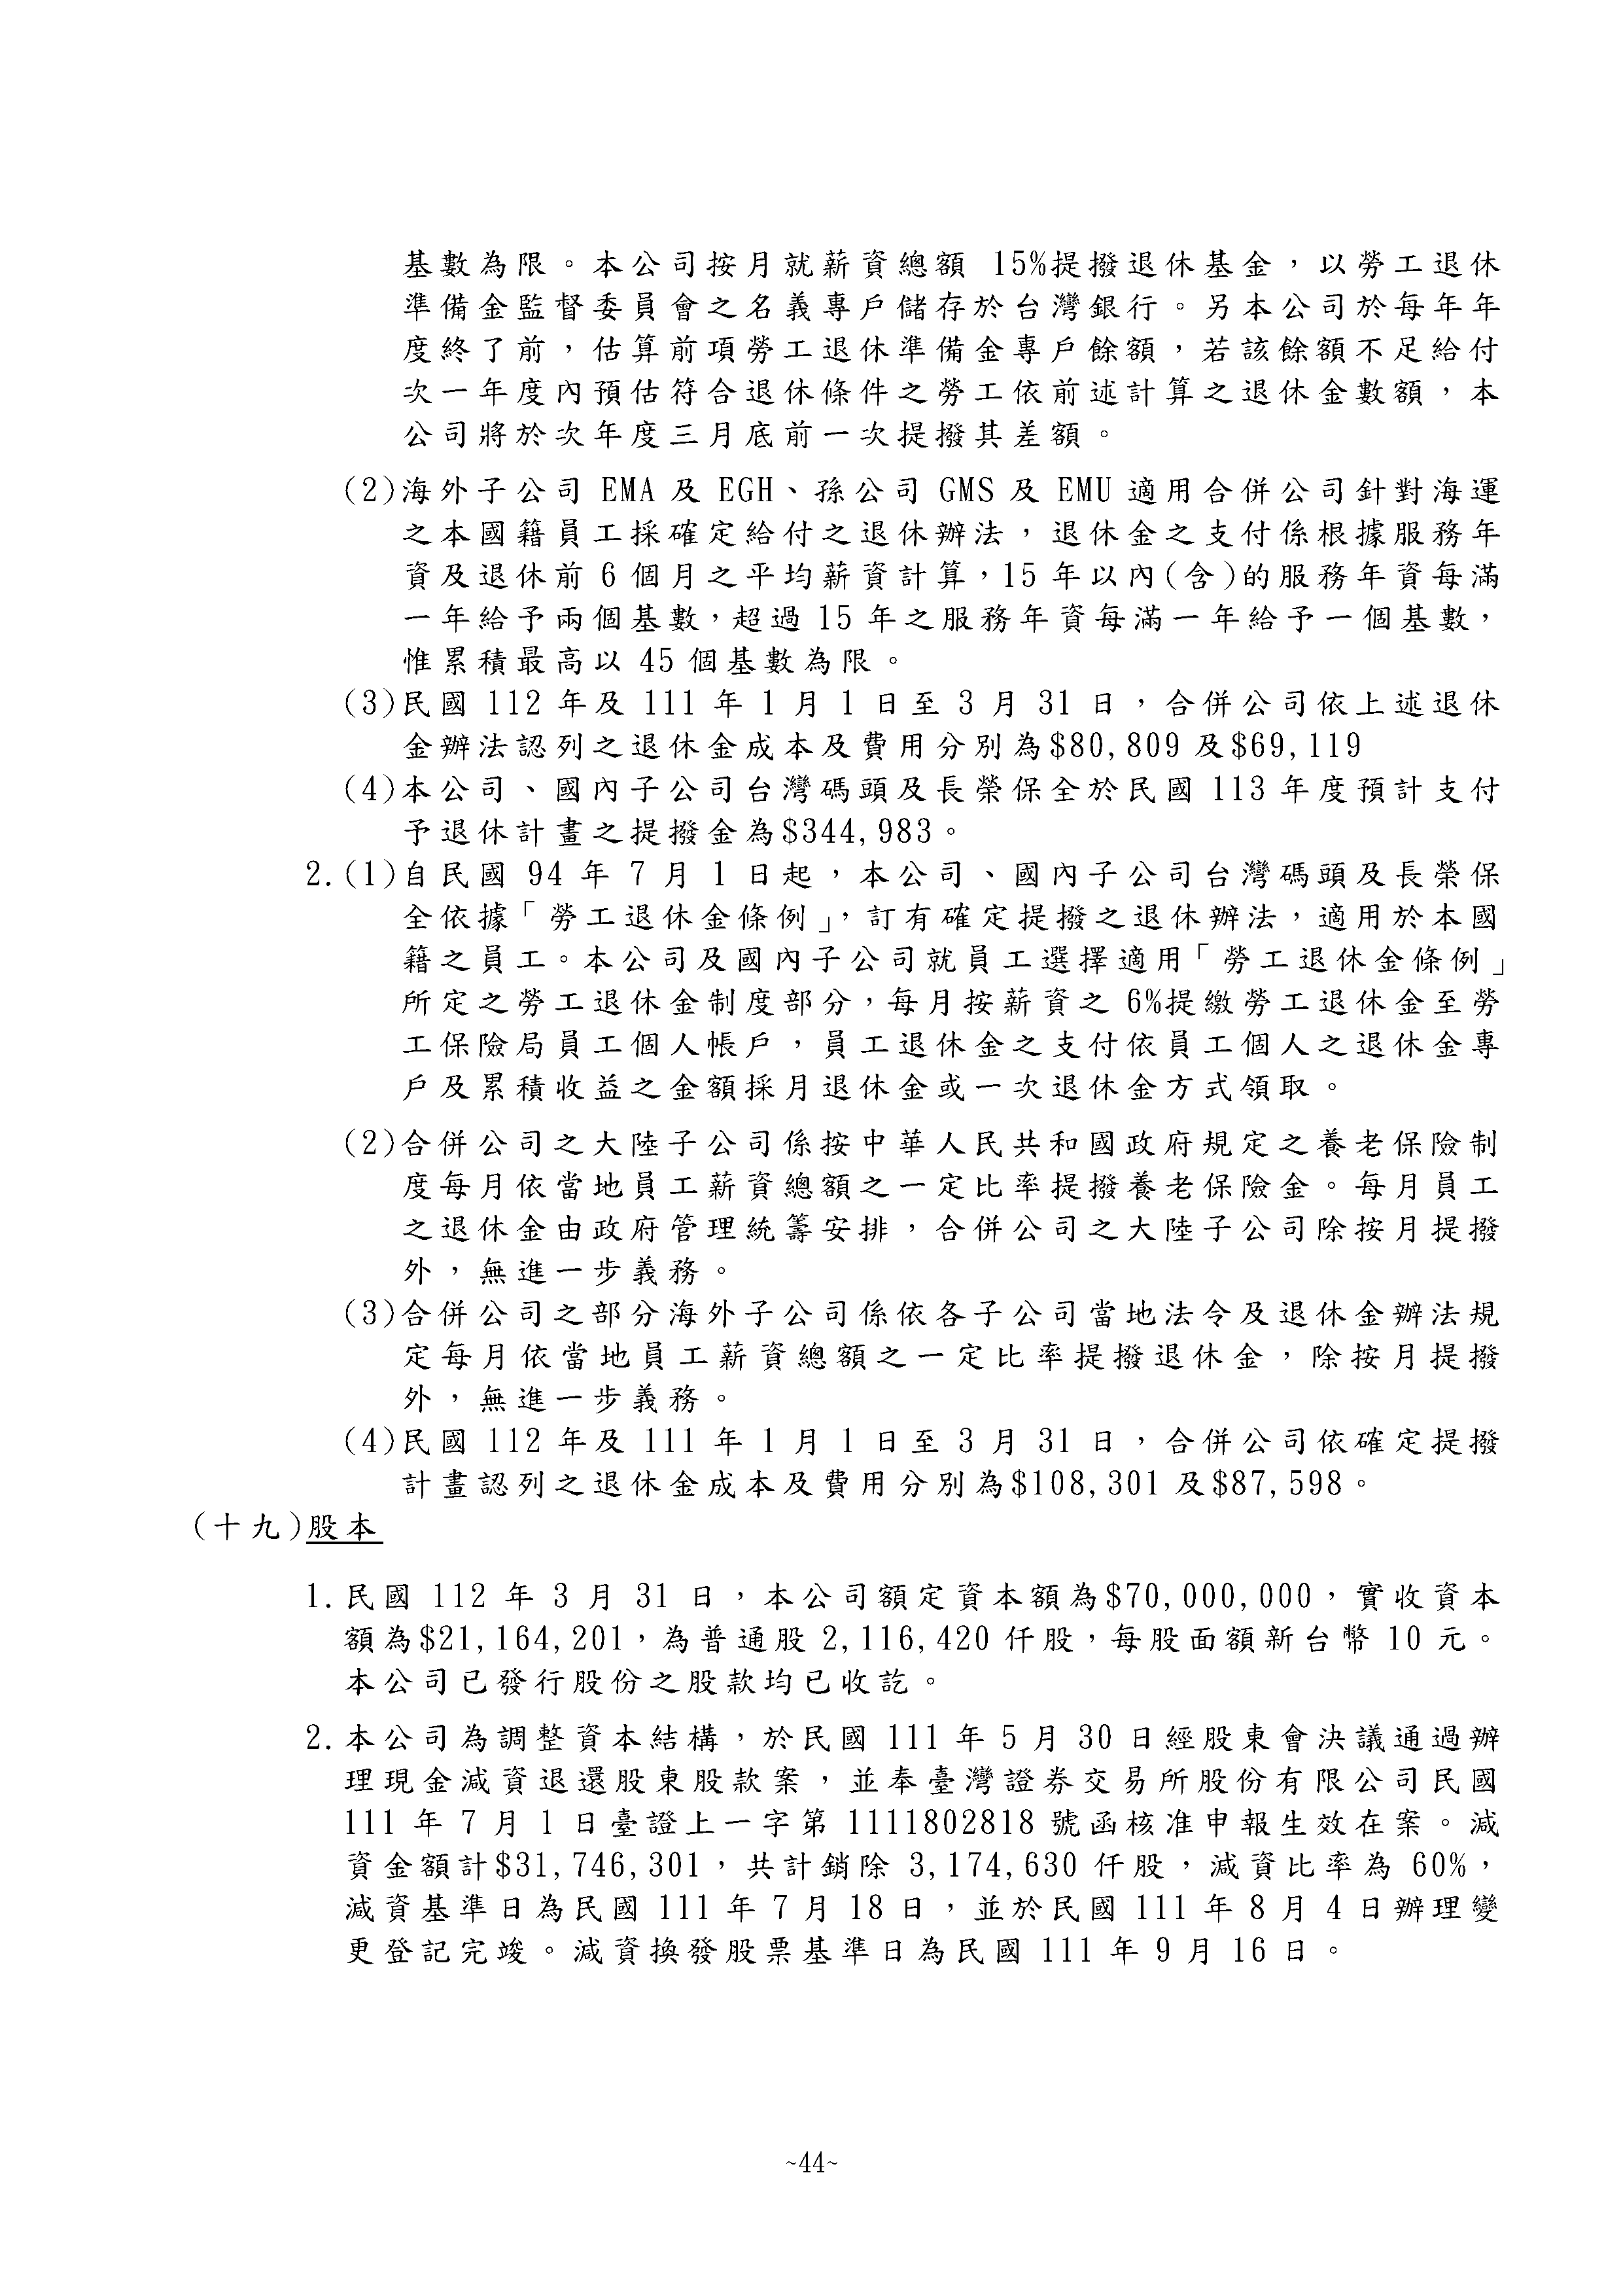 基數為限。本公司按月就薪資總額 15%提撥退休基金，以勞工退休
準備金監督委員會之名義專戶儲存於台灣銀行。另本公司於每年年
度終了前，估算前項勞工退休準備金專戶餘額，若該餘額不足給付
次一年度內預估符合退休條件之勞工依前述計算之退休金數額，本
公司將於次年度三月底前一次提撥其差額。
(2)海外子公司 EMA 及 EGH、孫公司 GMS 及 EMU 適用合併公司針對海運
之本國籍員工採確定給付之退休辦法，退休金之支付係根據服務年
資及退休前 6 個月之平均薪資計算，15 年以內(含)的服務年資每滿
一年給予兩個基數，超過 15 年之服務年資每滿一年給予一個基數，
惟累積最高以 45 個基數為限。
(3)民國 112 年及 111 年 1 月 1 日至 3 月 31 日，合併公司依上述退休
金辦法認列之退休金成本及費用分別為$80,809 及$69,119
(4)本公司、國內子公司台灣碼頭及長榮保全於民國 113 年度預計支付
予退休計畫之提撥金為$344,983。
2.(1)自民國 94 年 7 月 1 日起，本公司、國內子公司台灣碼頭及長榮保
全依據「勞工退休金條例」，訂有確定提撥之退休辦法，適用於本國
籍之員工。本公司及國內子公司就員工選擇適用「勞工退休金條例」
所定之勞工退休金制度部分，每月按薪資之 6%提繳勞工退休金至勞
工保險局員工個人帳戶，員工退休金之支付依員工個人之退休金專
戶及累積收益之金額採月退休金或一次退休金方式領取。
(2)合併公司之大陸子公司係按中華人民共和國政府規定之養老保險制
度每月依當地員工薪資總額之一定比率提撥養老保險金。每月員工
之退休金由政府管理統籌安排，合併公司之大陸子公司除按月提撥
外，無進一步義務。
(3)合併公司之部分海外子公司係依各子公司當地法令及退休金辦法規
定每月依當地員工薪資總額之一定比率提撥退休金，除按月提撥
外，無進一步義務。
(4)民國 112 年及 111 年 1 月 1 日至 3 月 31 日，合併公司依確定提撥
計畫認列之退休金成本及費用分別為$108,301 及$87,598。
(十九)股本
1.民國 112 年 3 月 31 日，本公司額定資本額為$70,000,000，實收資本
額為$21,164,201，為普通股 2,116,420 仟股，每股面額新台幣 10 元。
本公司已發行股份之股款均已收訖。
2.本公司為調整資本結構，於民國 111 年 5 月 30 日經股東會決議通過辦
理現金減資退還股東股款案，並奉臺灣證券交易所股份有限公司民國
111 年 7 月 1 日臺證上一字第 1111802818 號函核准申報生效在案。減
資金額計$31,746,301，共計銷除 3,174,630 仟股，減資比率為 60%，
減資基準日為民國 111 年 7 月 18 日，並於民國 111 年 8 月 4 日辦理變
更登記完竣。減資換發股票基準日為民國 111 年 9 月 16 日。
~44~